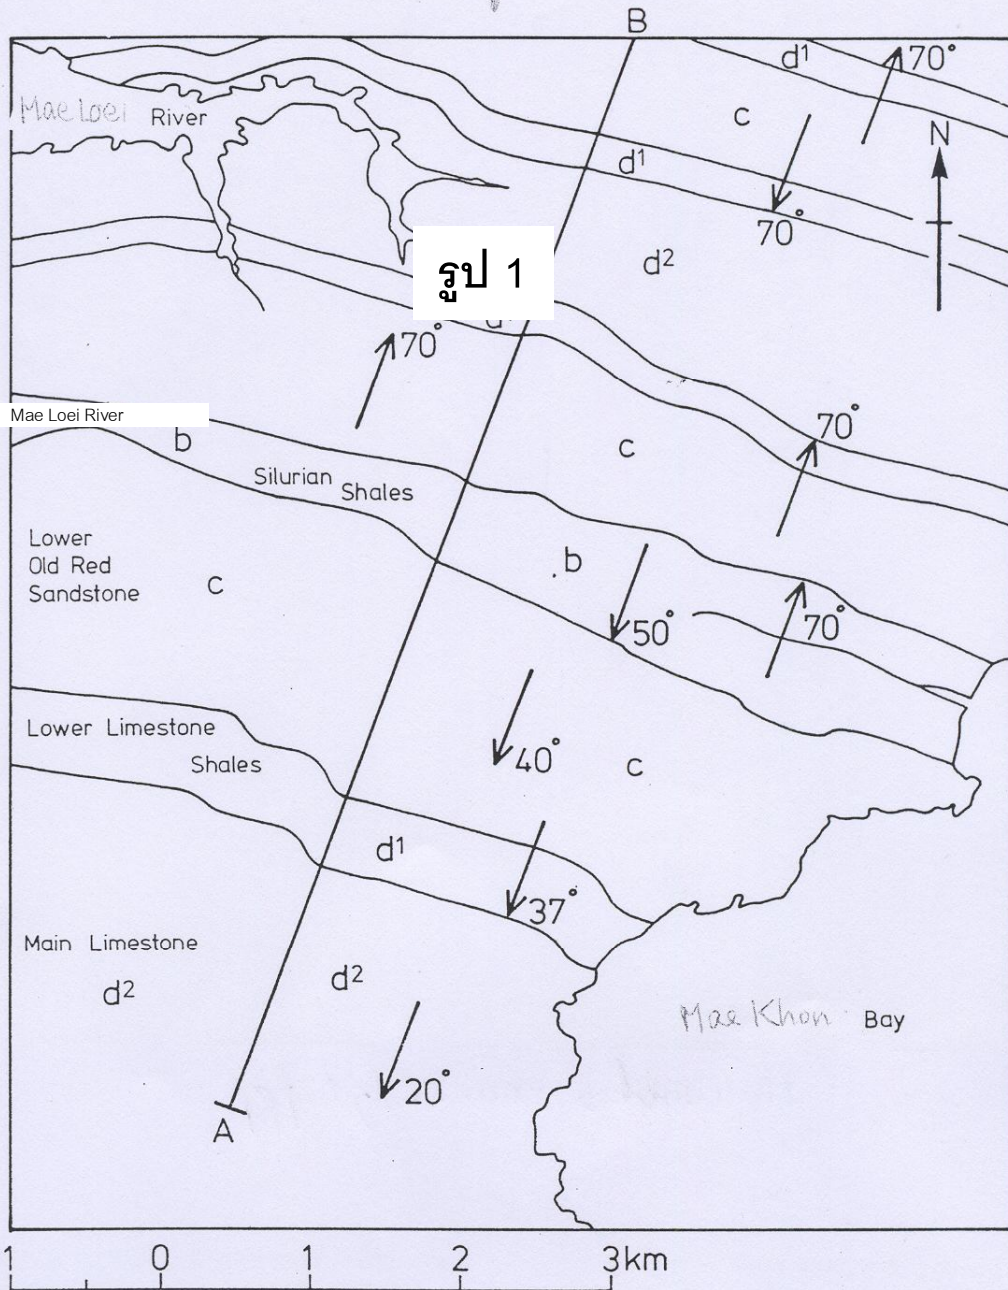 B
d1
70°
Mae Loei River
c
N
d1
70°
d2
รูป 1
d1
70°
Mae Loei River
b
70°
c
Silurian
Shales
Lower
Old Red
Sandstone
c
.b
50°
70°
Lower Limestone
Shales
40°
c
d1
37°
Main Limestone
d2
d2
Mae Khon Bay
20°
A
1 0 1 2 3km